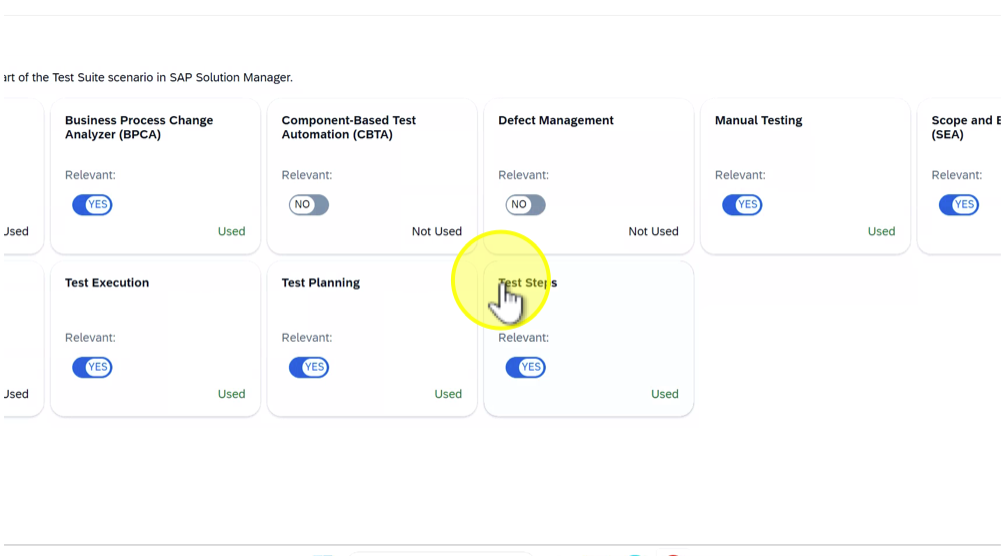 art of the Test Suite scenario in SAP Solution Manager.
Business Process Change
Analyzer (BPCA)
Component-Based Test
Automation (CBTA)
Defect Management
Manual Testing
Scope and E
(SEA)
Relevant:
Relevant:
Relevant:
Relevant:
Relevant:
YES
NO
NO
YES
YES
Used
Used
Not Used
Not Used
Used
Test Execution
Test Planning
Test Steps
Relevant:
Relevant:
Relevant:
YES
YES
YES
Used
Used
Used
Used